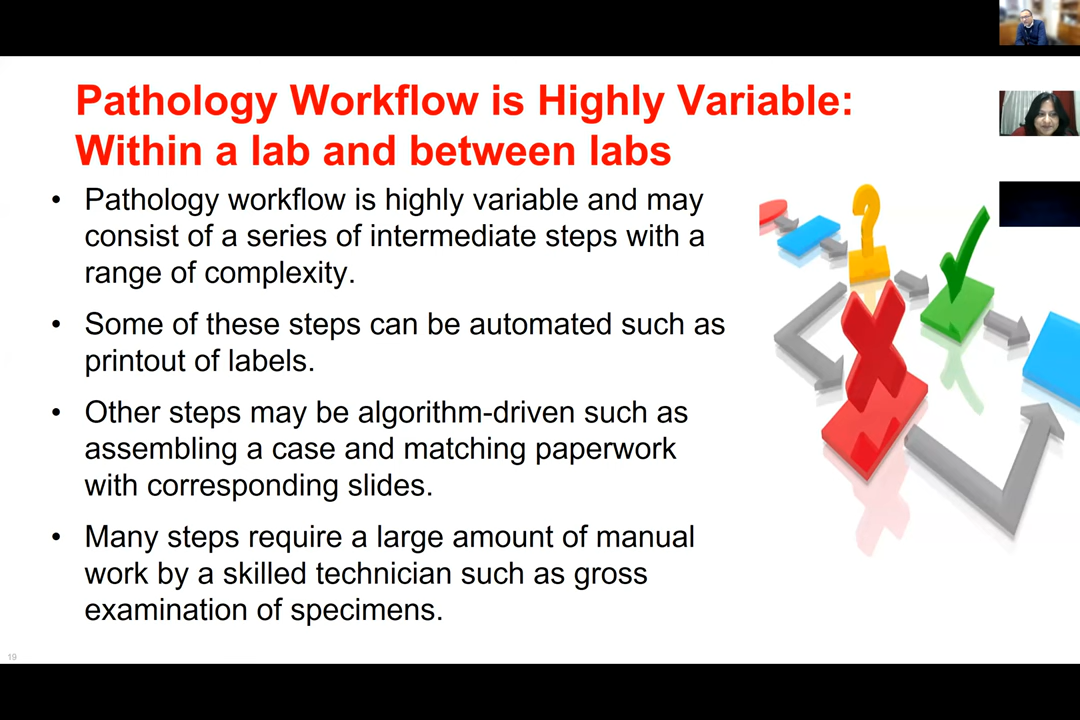 Pathology Workflow is Highly Variable:
Within a lab and between labs
• Pathology workflow is highly variable and may
consist of a series of intermediate steps with a
range of complexity.
• Some of these steps can be automated such as
printout of labels.
• Other steps may be algorithm-driven such as
assembling a case and matching paperwork
with corresponding slides.
• Many steps require a large amount of manual
work by a skilled technician such as gross
examination of specimens.
?
19